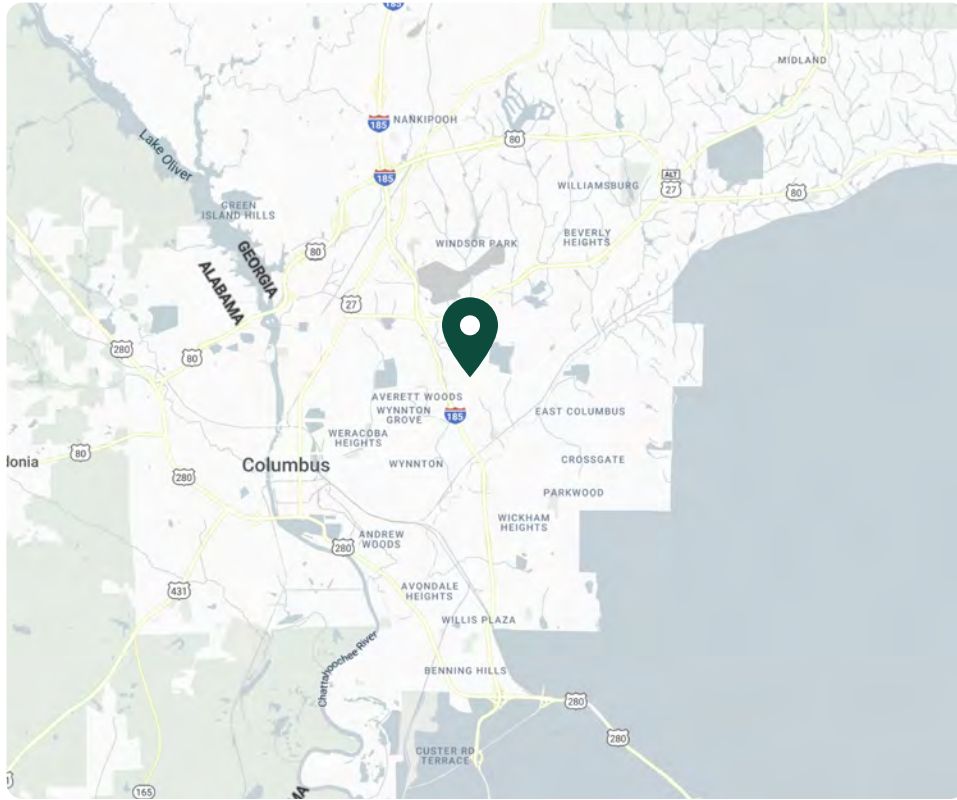 185
MIDLAND
NANKIPOOH
185
80
Lake Oliver
185
ALT
27
WILLIAMSBURG
80
GREEN
ISLAND HILLS
BEVERLY
HEIGHTS
WINDSOR PARK
80
GEORGIA
ALABAMA
27
280
80
AVERETT WOODS
WYNNTON
GROVE
185
EAST COLUMBUS
WERACOBA
HEIGHTS
80
donia
Columbus
WYNNTON
CROSSGATE
280
PARKWOOD
WICKHAM
HEIGHTS
ANDREW
WOODS
280
431
AVONDALE
HEIGHTS
WILLIS PLAZA
Chattahoochee River
BENNING HILLS
280
280
CUSTER RD
TERRACE
165
MA